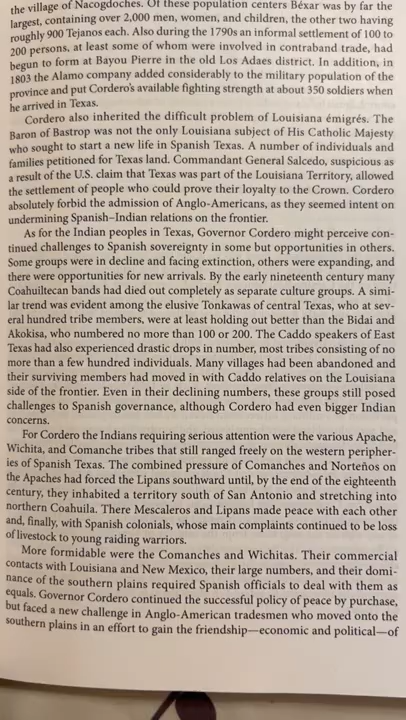 the village of Nacogdoches. Of these population centers Béxar was by far the
largest, containing over 2,000 men, women, and children, the other two having
roughly 900 Tejanos each. Also during the 1790s an informal settlement of 100 to
200 persons, at least some of whom were involved in contraband trade, had
begun to form at Bayou Pierre in the old Los Adaes district. In addition, in
1803 the Alamo company added considerably to the military population of the
province and put Cordero's available fighting strength at about 350 soldiers when
he arrived in Texas.
Cordero also inherited the difficult problem of Louisiana émigrés. The
Baron of Bastrop was not the only Louisiana subject of His Catholic Majesty
who sought to start a new life in Spanish Texas. A number of individuals and
families petitioned for Texas land. Commandant General Salcedo, suspicious as
a result of the U.S. claim that Texas was part of the Louisiana Territory, allowed
the settlement of people who could prove their loyalty to the Crown. Cordero
absolutely forbid the admission of Anglo-Americans, as they seemed intent on
undermining Spanish–Indian relations on the frontier.
As for the Indian peoples in Texas, Governor Cordero might perceive con-
tinued challenges to Spanish sovereignty in some but opportunities in others.
Some groups were in decline and facing extinction, others were expanding, and
there were opportunities for new arrivals. By the early nineteenth century many
Coahuiltecan bands had died out completely as separate culture groups. A simi-
lar trend was evident among the elusive Tonkawas of central Texas, who at sev-
eral hundred tribe members, were at least holding out better than the Bidai and
Akokisa, who numbered no more than 100 or 200. The Caddo speakers of East
Texas had also experienced drastic drops in number, most tribes consisting of no
more than a few hundred individuals. Many villages had been abandoned and
their surviving members had moved in with Caddo relatives on the Louisiana
side of the frontier. Even in their declining numbers, these groups still posed
challenges to Spanish governance, although Cordero had even bigger Indian
concerns.
For Cordero the Indians requiring serious attention were the various Apache,
Wichita, and Comanche tribes that still ranged freely on the western peripher-
ies of Spanish Texas. The combined pressure of Comanches and Norteños on
the Apaches had forced the Lipans southward until, by the end of the eighteenth
century, they inhabited a territory south of San Antonio and stretching into
northern Coahuila. There Mescaleros and Lipans made peace with each other
and, finally, with Spanish colonials, whose main complaints continued to be loss
of livestock to young raiding warriors.
More formidable were the Comanches and Wichitas. Their commercial
contacts with Louisiana and New Mexico, their large numbers, and their domi-
nance of the southern plains required Spanish officials to deal with them as
equals. Governor Cordero continued the successful policy of peace by purchase,
but faced a new challenge in Anglo-American tradesmen who moved onto the
southern plains in an effort to gain the friendship—economic and political—of